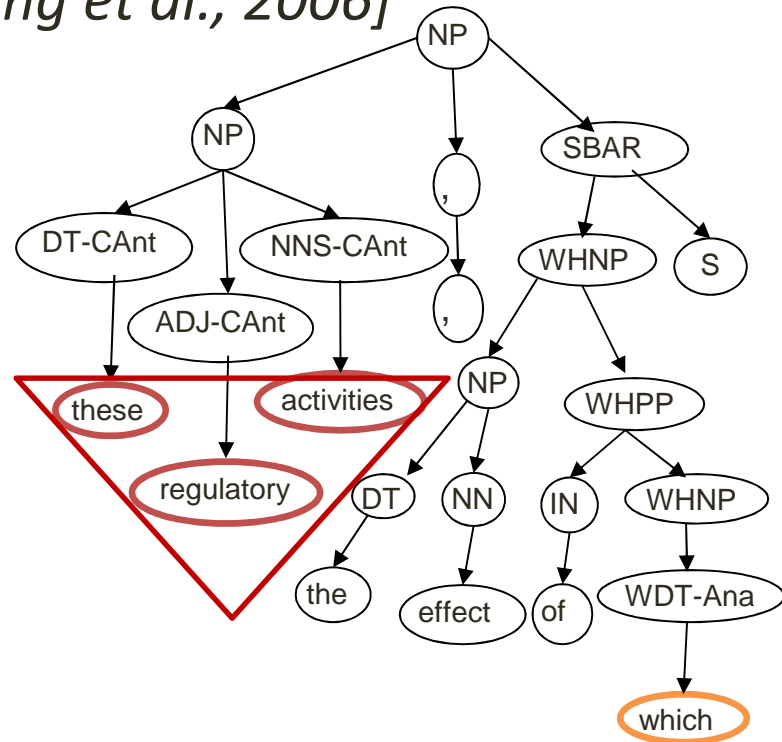 ng et al., 2006]
NP
NP
,
SBAR
DT-CAnt
NNS-CAnt
WHNP
S
ADJ-CAnt
,
NP
WHPP
these
activities
regulatory
DT
NN
IN
WHNP
the
effect
of
WDT-Ana
which